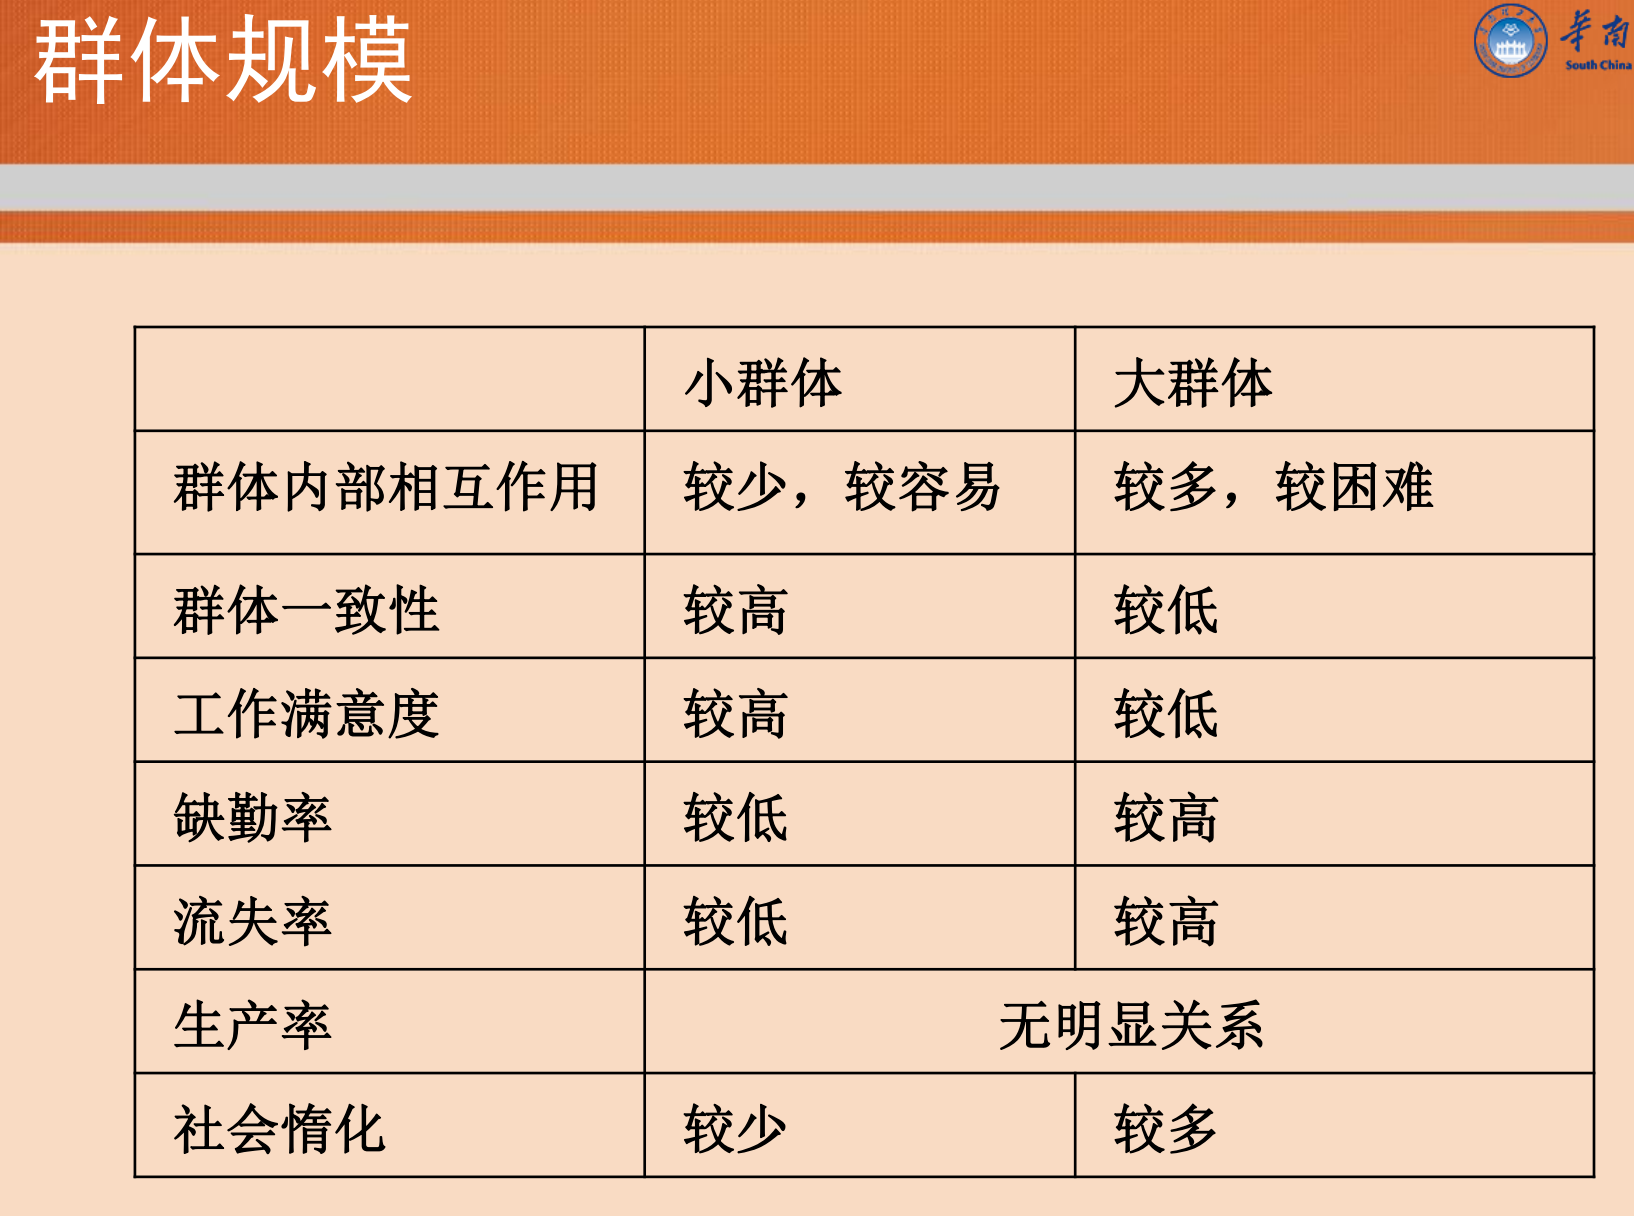 群体规模
华南
South China
小群体 大群体
群体内部相互作用 较少，较容易 较多，较困难
群体一致性 较高 较低
工作满意度 较高 较低
缺勤率 较低 较高
流失率 较低 较高
生产率 无明显关系
社会惰化 较少 较多